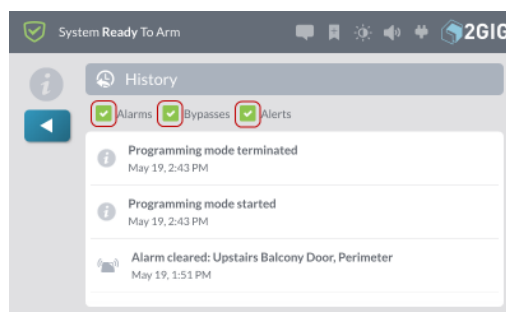 System Ready To Arm
2GIG
History
Alarms Bypasses Alerts
Programming mode terminated
May 19, 2:43 PM
Programming mode started
May 19, 2:43 PM
Alarm cleared: Upstairs Balcony Door, Perimeter
May 19, 1:51 PM